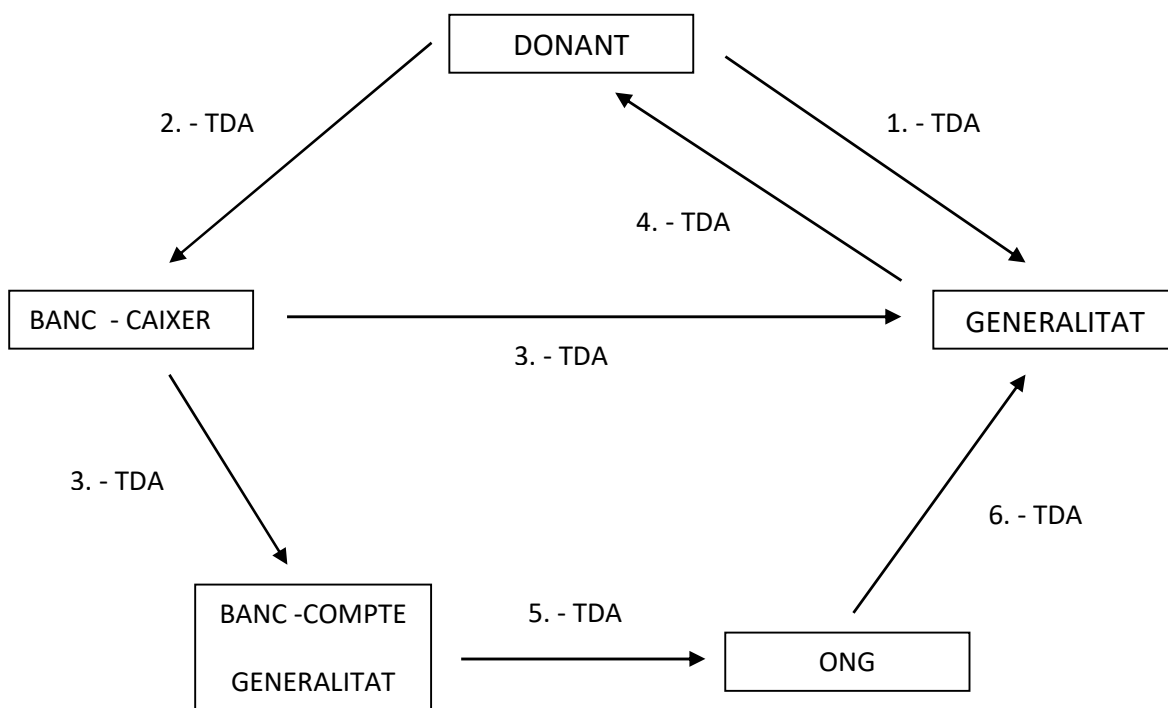 DONANT
2. - TDA
1. - TDA
4. - TDA
BANC - CAIXER
GENERALITAT
3. - TDA
3. - TDA
6. - TDA
BANC -COMPTE
GENERALITAT
5. - TDA
ONG